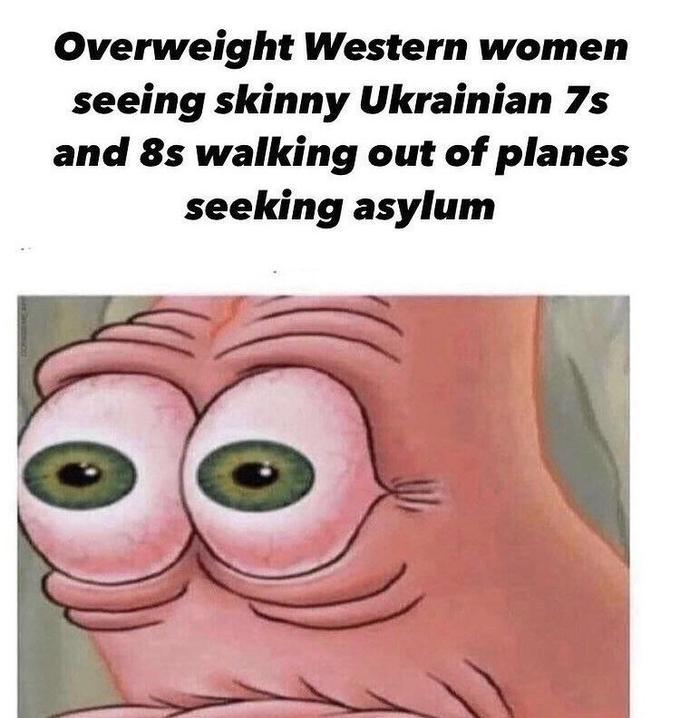 Overweight Western women
seeing skinny Ukrainian 7s
and 8s walking out of planes
seeking asylum